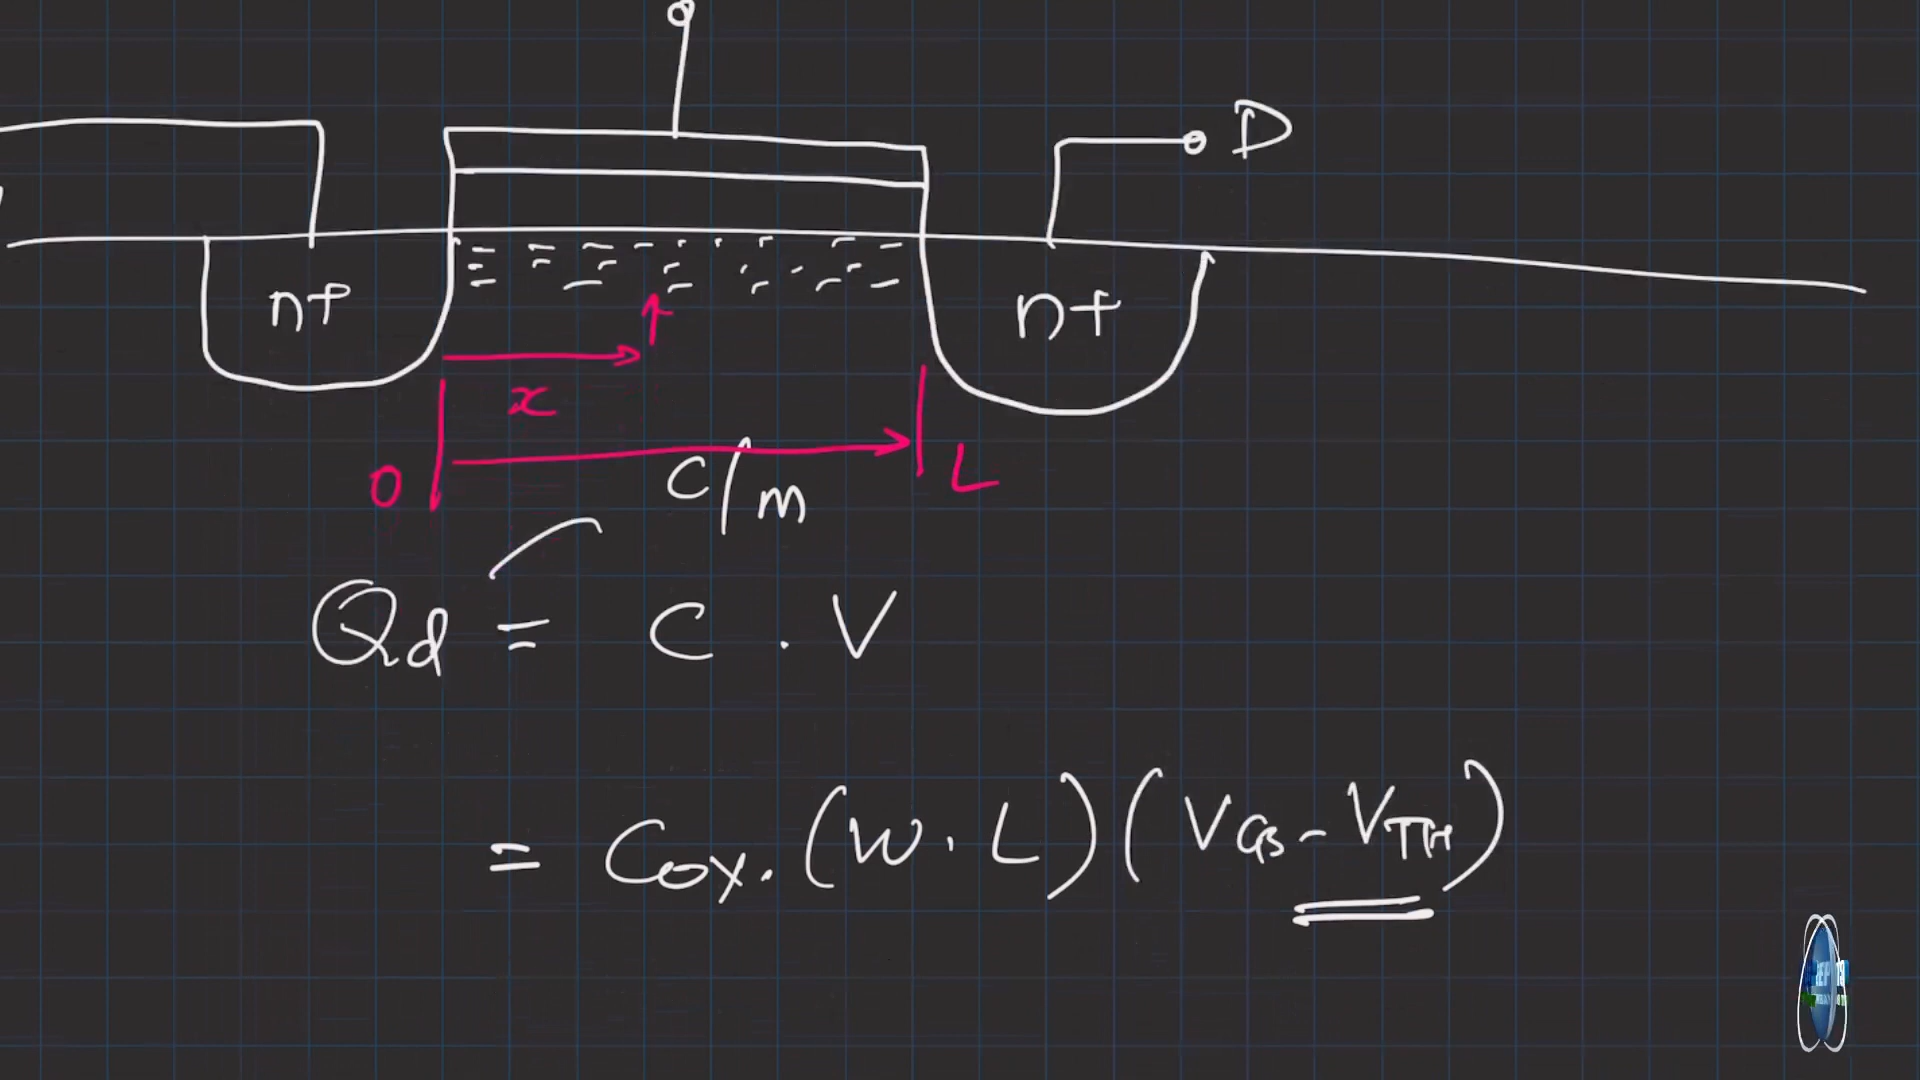 D
n+ n+
x
0 L
C/m
Qd = C . V
= Cox . (W . L) (VGS - VTH)